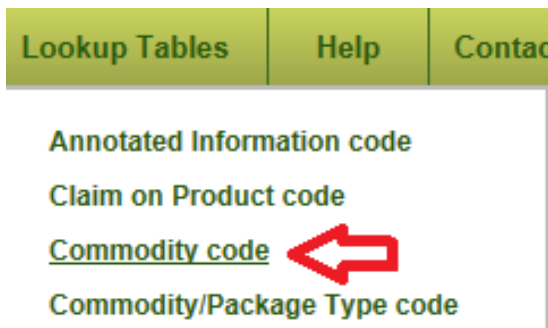 Lookup Tables Help Contac
Annotated Information code
Claim on Product code
Commodity code
Commodity/Package Type code